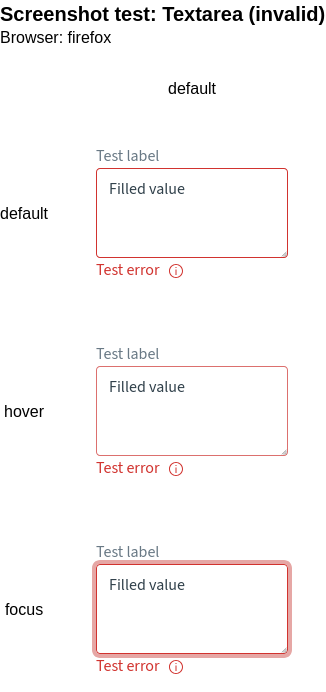 Screenshot test: Textarea (invalid)
Browser: firefox
default
Test label
default
Filled value
Test error
Test label
hover
Filled value
Test error
Test label
focus
Filled value
Test error